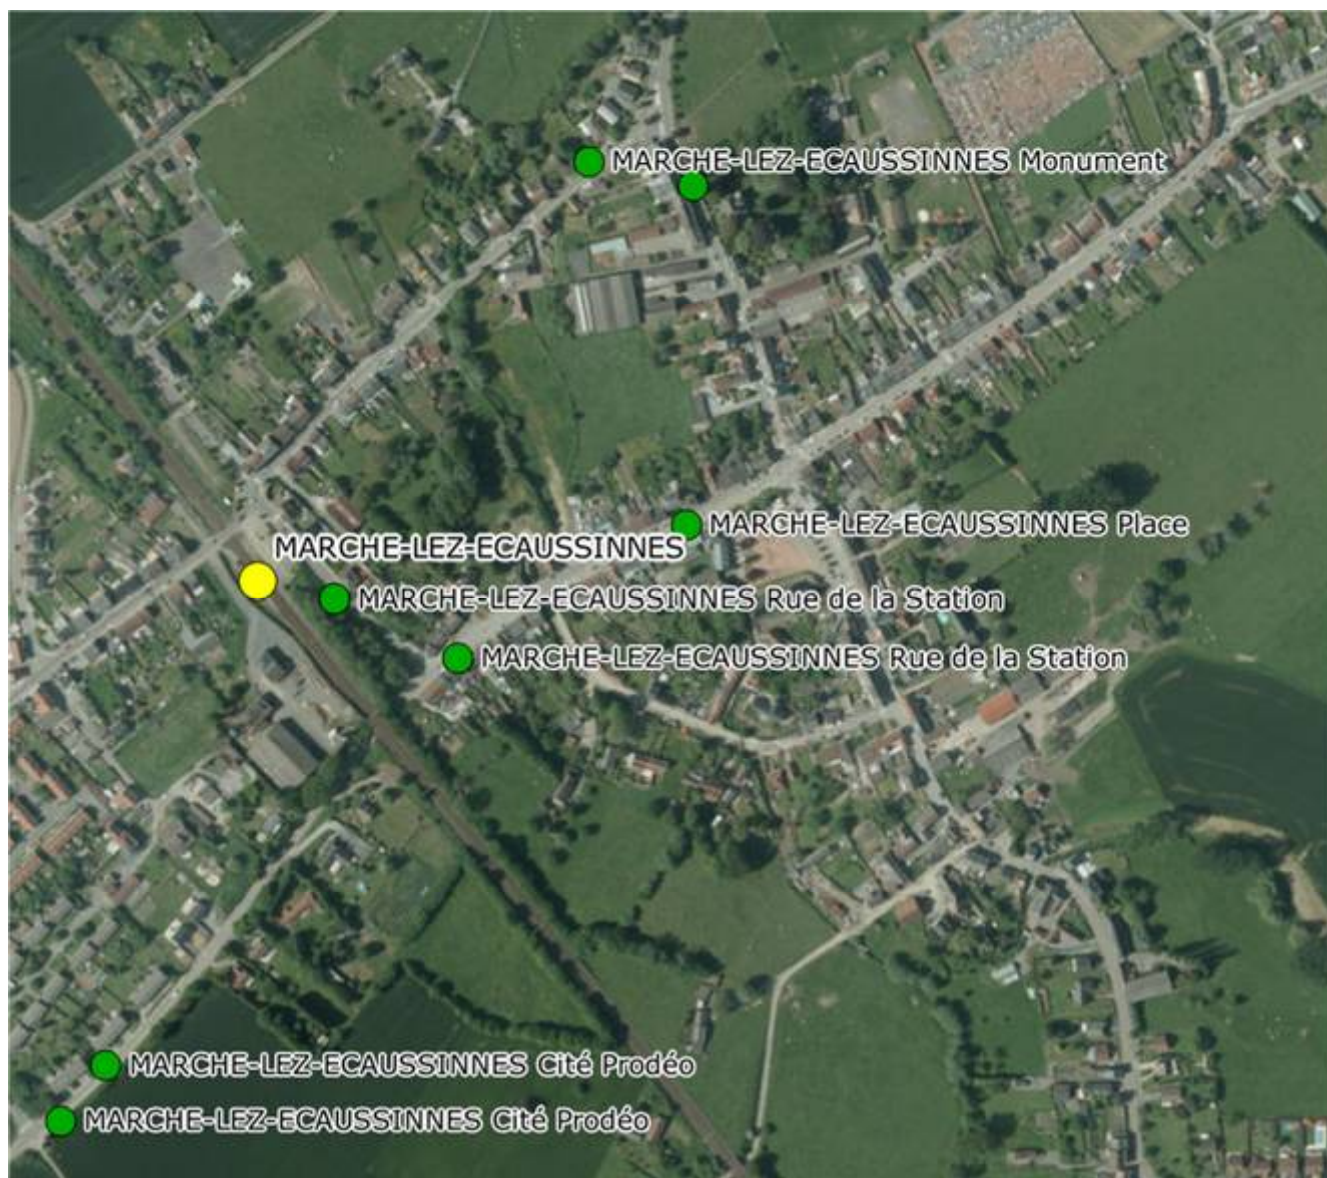 MARCHE-LEZ-ECAUSSINNES Monument
MARCHE-LEZ-ECAUSSINNES Place
MARCHE-LEZ-ECAUSSINNES
MARCHE-LEZ-ECAUSSINNES Rue de la Station
MARCHE-LEZ-ECAUSSINNES Rue de la Station
MARCHE-LEZ-ECAUSSINNES Cité Prodéo
MARCHE-LEZ-ECAUSSINNES Cité Prodéo